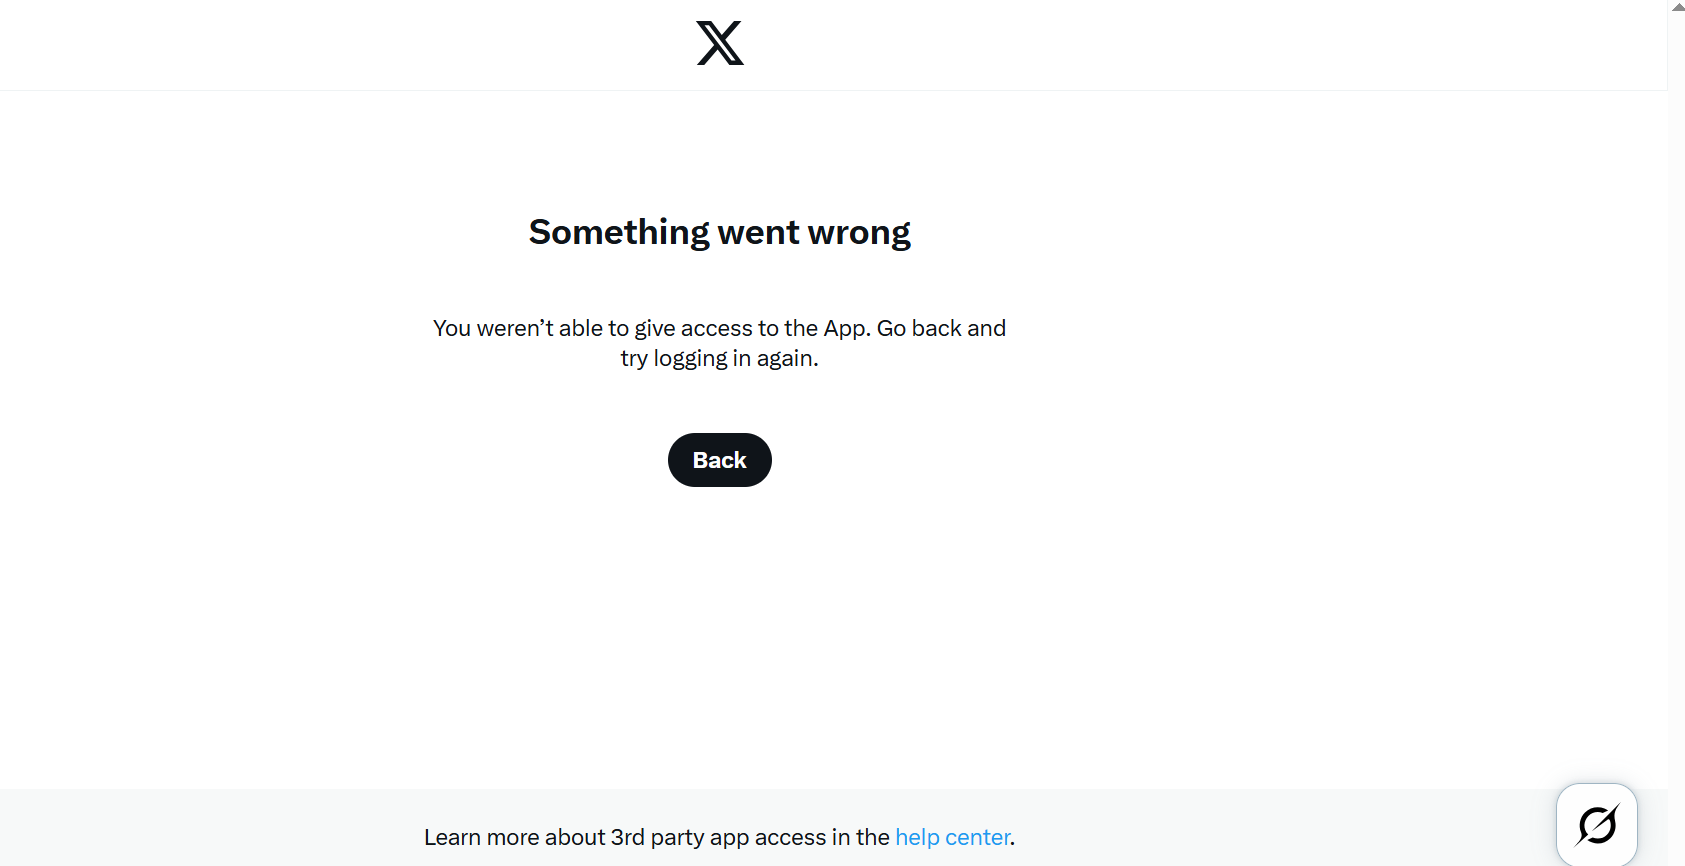 Something went wrong
You weren’t able to give access to the App. Go back and
try logging in again.
Back
Learn more about 3rd party app access in the help center.